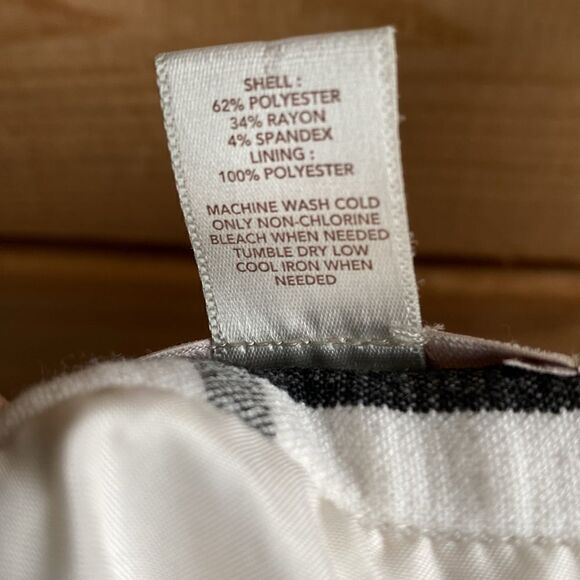 SHELL :
62% POLYESTER
34% RAYON
4% SPANDEX
LINING :
100% POLYESTER
MACHINE WASH COLD
ONLY NON-CHLORINE
BLEACH WHEN NEEDED
TUMBLE DRY LOW
COOL IRON WHEN
NEEDED